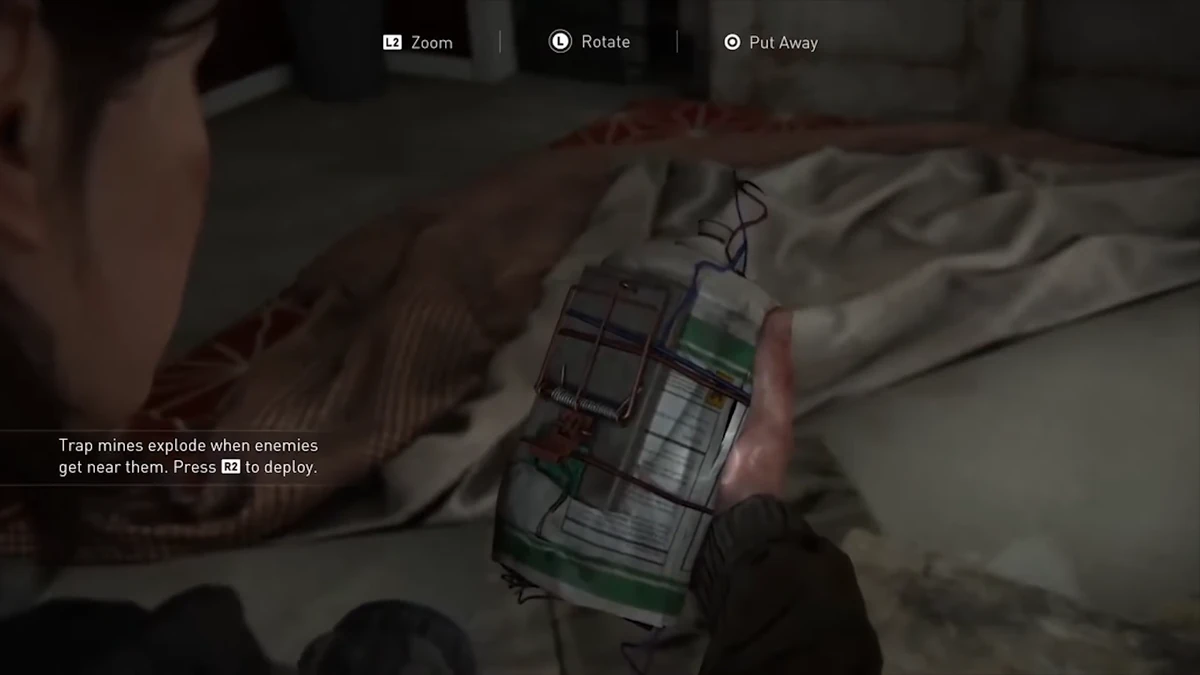 L2 Zoom
L Rotate
Put Away
Trap mines explode when enemies
get near them. Press R2 to deploy.